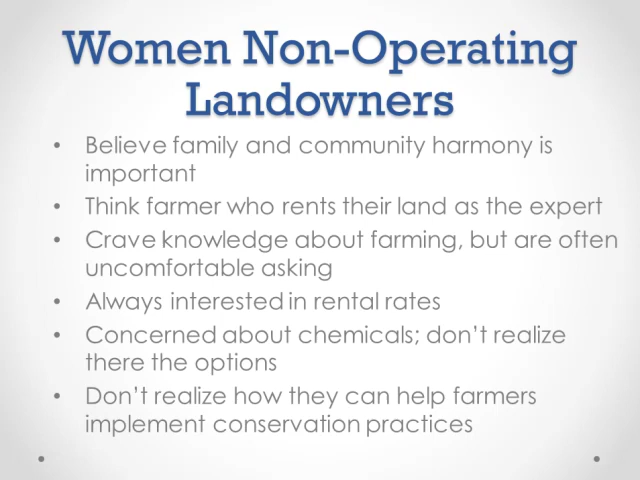 Women Non-Operating
Landowners
• Believe family and community harmony is
important
• Think farmer who rents their land as the expert
• Crave knowledge about farming, but are often
uncomfortable asking
• Always interested in rental rates
• Concerned about chemicals; don't realize
there the options
• Don't realize how they can help farmers
implement conservation practices